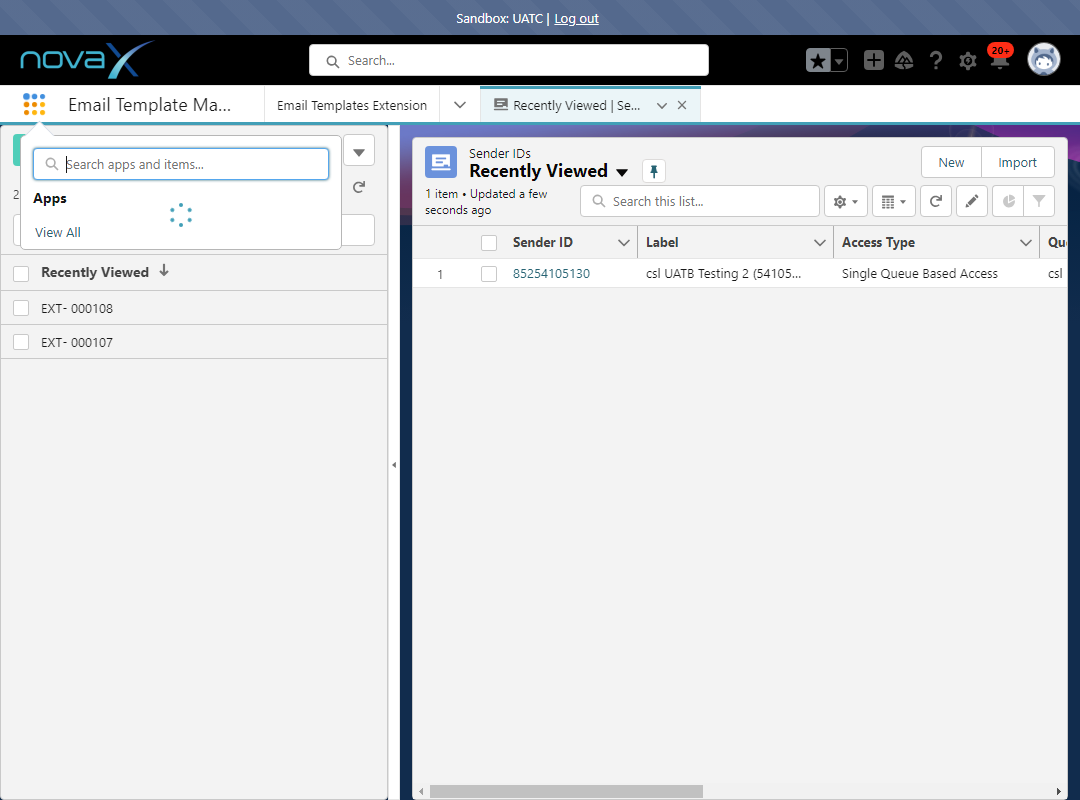 Sandbox: UATC | Log out
novaX
Search...
20+
Email Template Ma...
Email Templates Extension
Recently Viewed | Se...
Search apps and items...
Apps
View All
2
Recently Viewed
EXT- 000108
EXT- 000107
Sender IDs
Recently Viewed
New
Import
1 item • Updated a few
seconds ago
Search this list...
Sender ID
Label
Access Type
Qu
1
85254105130
csl UATB Testing 2 (54105...
Single Queue Based Access
csl